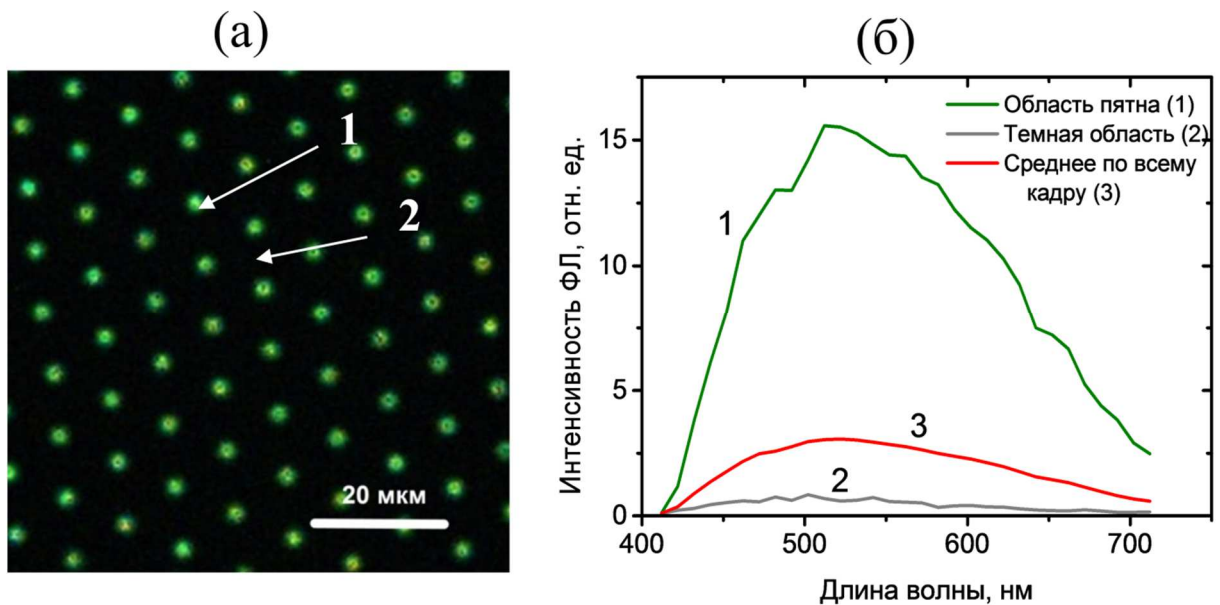 (а)
1
2
20 мкм
(б)
Интенсивность ФЛ, отн. ед.
15
10
5
0
Область пятна (1)
Темная область (2)
Среднее по всему
кадру (3)
1
3
2
400
500
600
700
Длина волны, нм